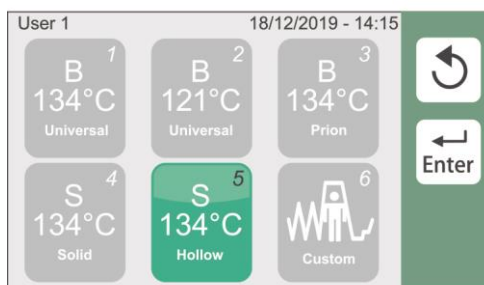 User 1 18/12/2019 - 14:15
1 2 3
B B B
134°C 121°C 134°C
Universal Universal Prion
Enter
4 5 6
S S
134°C 134°C
Solid Hollow Custom